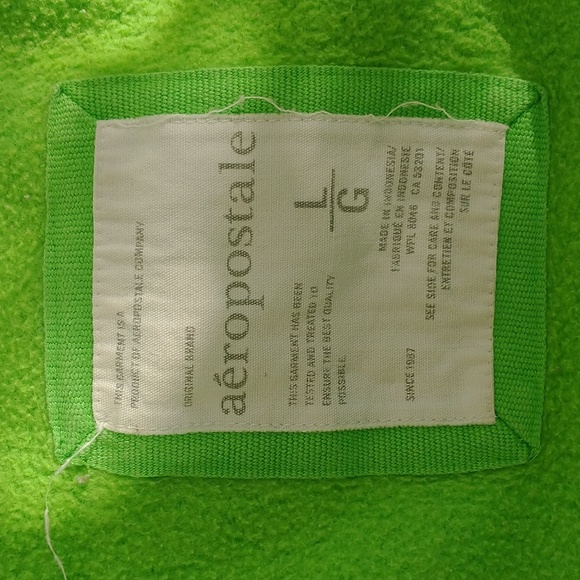 THIS GARMENT IS A
PRODUCT OF AEROPOSTALE COMPANY
ORIGINAL BRAND
aéropostale
THIS GARMENT HAS BEEN
TESTED AND TREATED TO
ENSURE THE BEST QUALITY
POSSIBLE.
L
G
SINCE 1987
MADE IN INDONESIA/
FABRIQUÉ EN INDONESIE
WPL 8046 CA 53201
SEE SIDE FOR CARE AND CONTENT/
ENTRETIEN ET COMPOSITION
SUR LE CÔTÉ